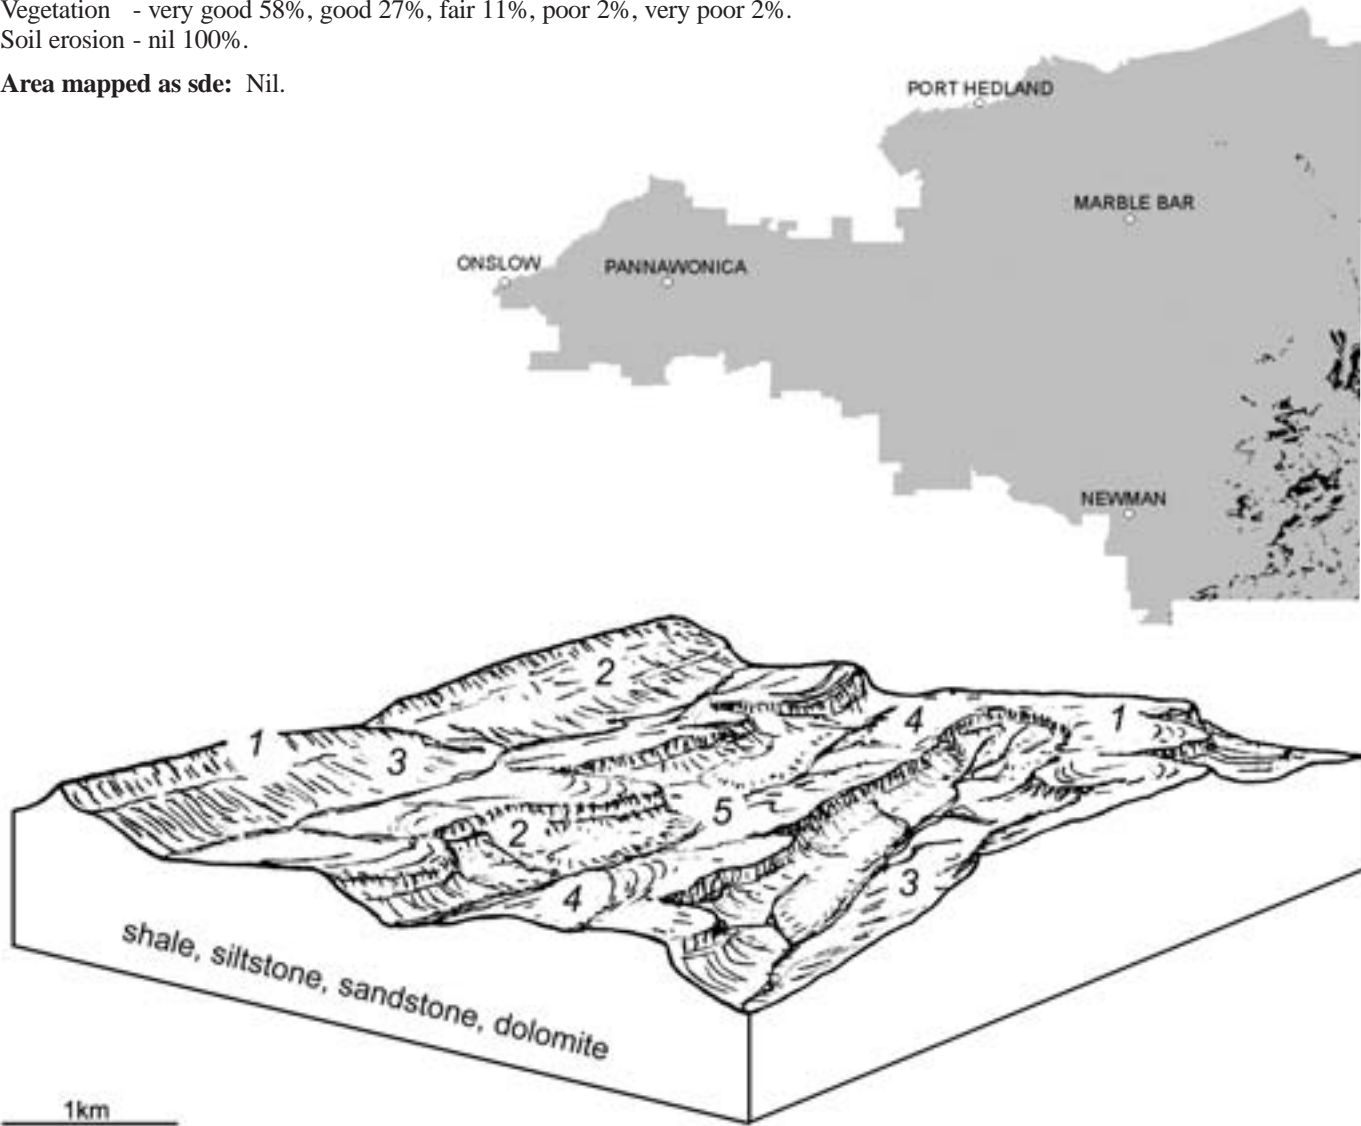 Vegetation - very good 58%, good 27%, fair 11%, poor 2%, very poor 2%.
Soil erosion - nil 100%.
Area mapped as sde: Nil.
PORT HEDLAND
MARBLE BAR
ONSLOW
PANNAWONICA
NEWMAN
2
1
3
4
1
5
2
4
3
shale, siltstone, sandstone, dolomite
1km